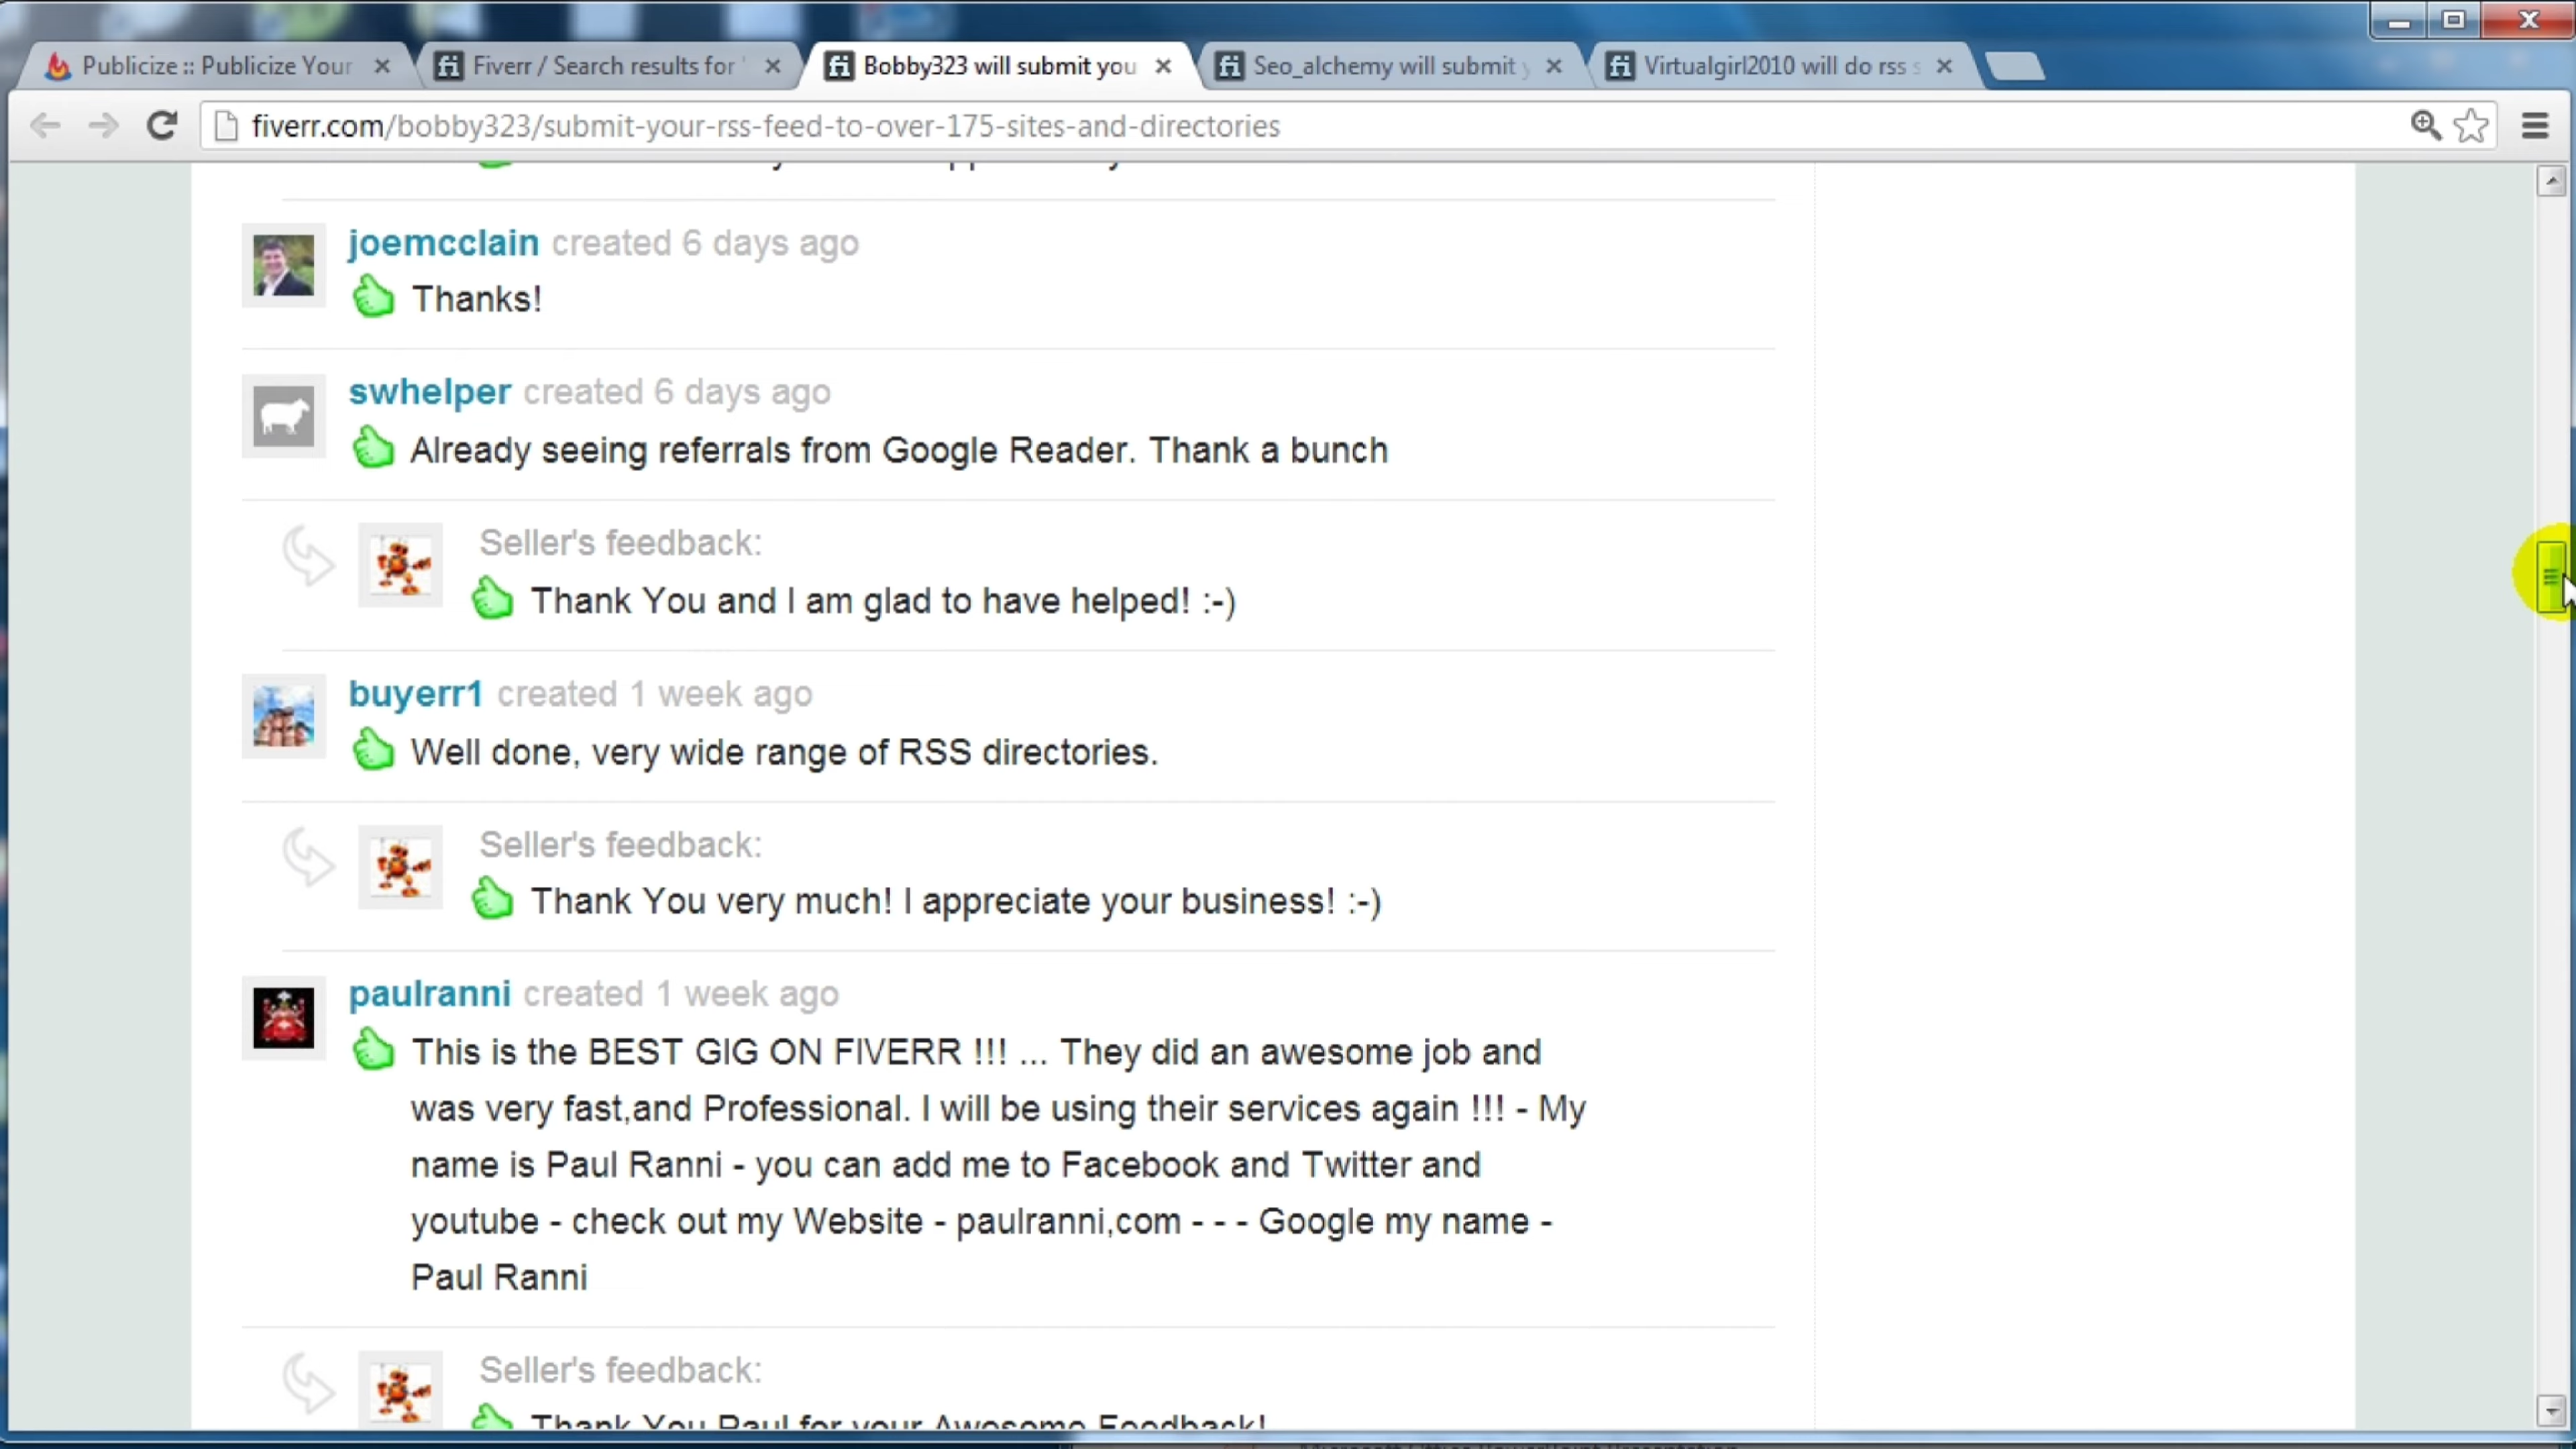 Publicize :: Publicize Your
Fiverr / Search results for '
Bobby323 will submit you
Seo_alchemy will submit y
Virtualgirl2010 will do rss s
fiverr.com/bobby323/submit-your-rss-feed-to-over-175-sites-and-directories
joemcclain created 6 days ago
Thanks!
swhelper created 6 days ago
Already seeing referrals from Google Reader. Thank a bunch
Seller's feedback:
Thank You and I am glad to have helped! :-)
buyerr1 created 1 week ago
Well done, very wide range of RSS directories.
Seller's feedback:
Thank You very much! I appreciate your business! :-)
paulranni created 1 week ago
This is the BEST GIG ON FIVERR !!! ... They did an awesome job and
was very fast,and Professional. I will be using their services again !!! - My
name is Paul Ranni - you can add me to Facebook and Twitter and
youtube - check out my Website - paulranni,com - - - Google my name -
Paul Ranni
Seller's feedback:
Thank You Paul for your Awesome Feedback!